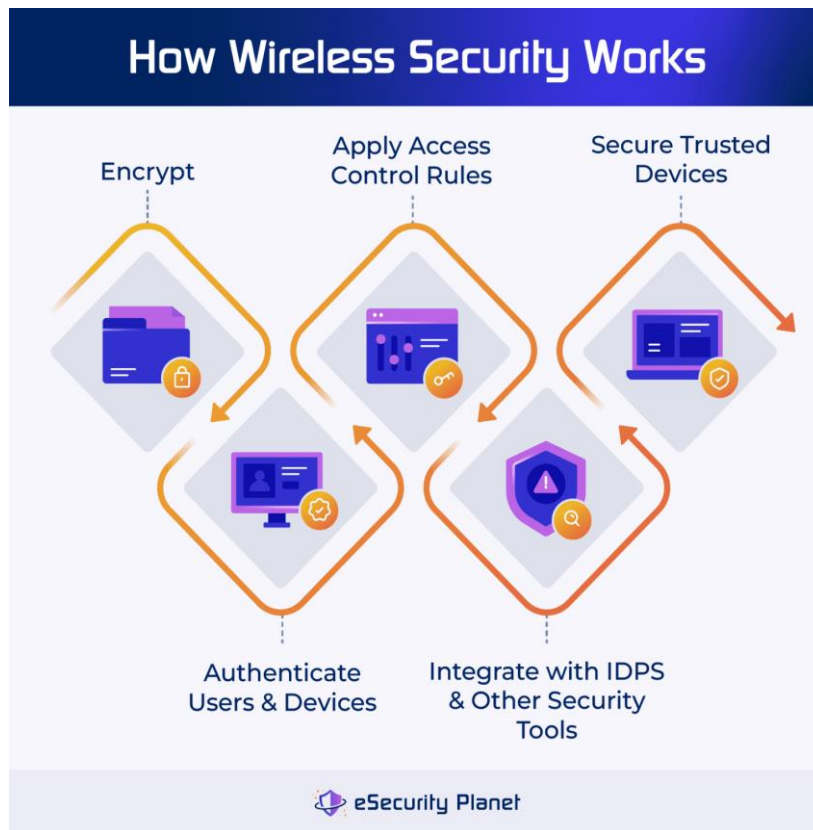 How Wireless Security Works
Encrypt
Apply Access
Control Rules
Secure Trusted
Devices
Authenticate
Users & Devices
Integrate with IDPS
& Other Security
Tools
eSecurity Planet